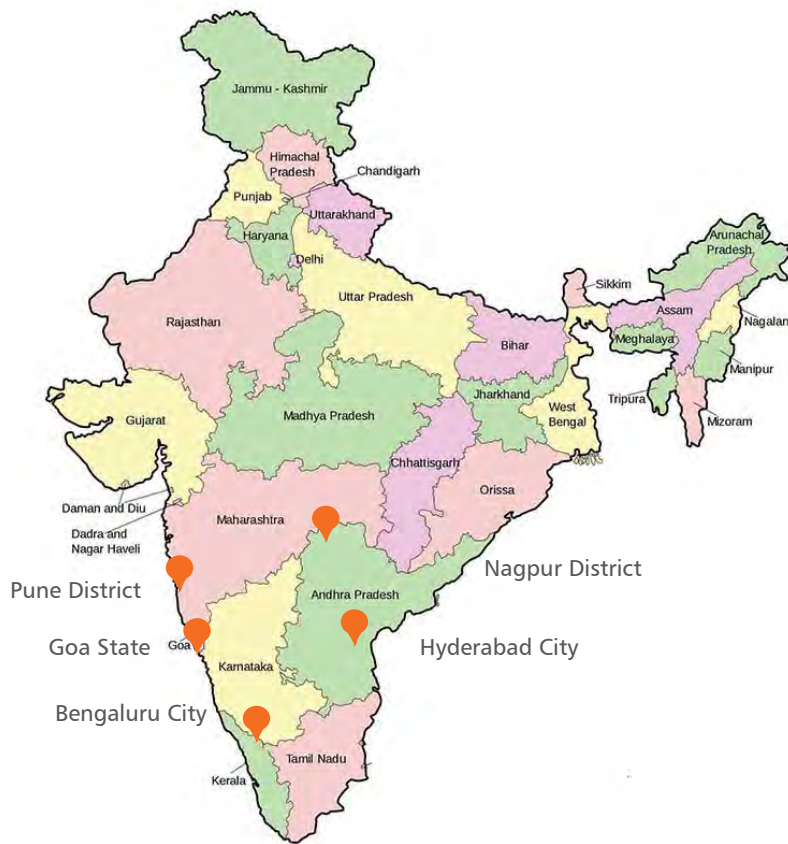 Jammu - Kashmir
Himachal
Pradesh
Chandigarh
Punjab
Uttarakhand
Haryana
Delhi
Arunachal
Pradesh
Sikkim
Uttar Pradesh
Assam
Nagalan
Rajasthan
Bihar
Meghalaya
Manipur
Jharkhand
Tripura
Gujarat
Madhya Pradesh
West
Bengal
Mizoram
Chhattisgarh
Orissa
Daman and Diu
Maharashtra
Dadra and
Nagar Haveli
Nagpur District
Pune District
Andhra Pradesh
Goa State
Goa
Hyderabad City
Karnataka
Bengaluru City
Tamil Nadu
Kerala